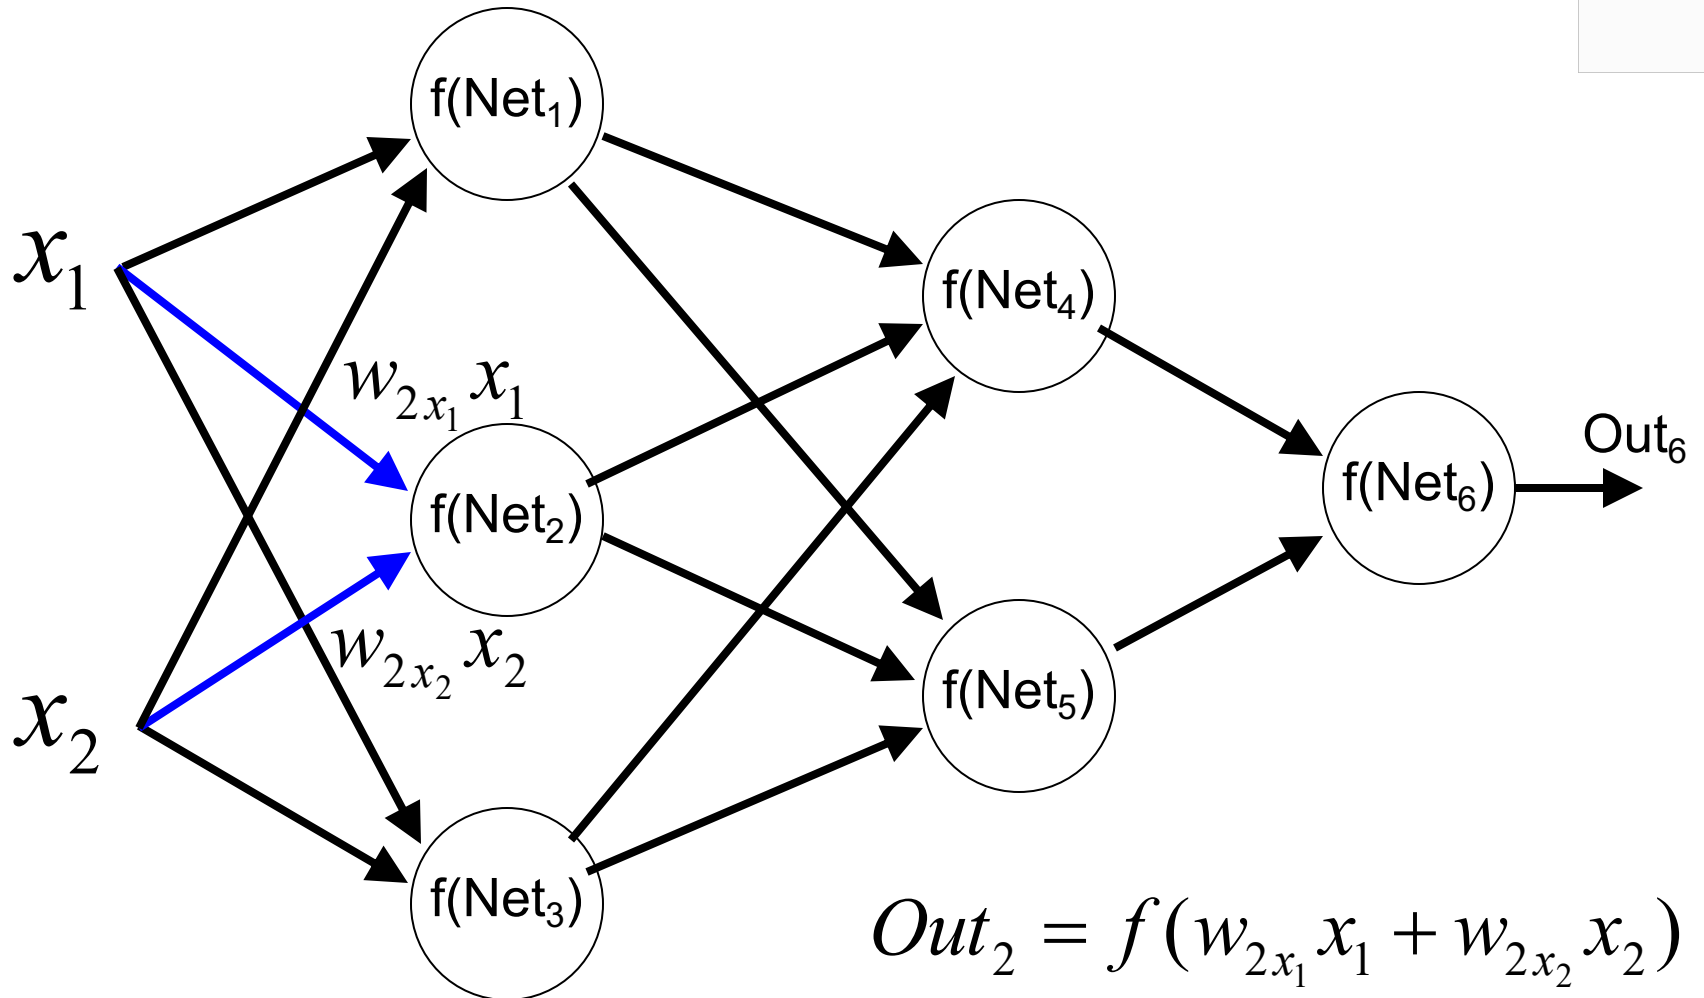 f(Net₁)
x₁
f(Net₄)
w₂ₓ₁ x₁
Out₆
f(Net₆)
f(Net₂)
w₂ₓ₂ x₂
f(Net₅)
x₂
f(Net₃)
Out₂ = f(w₂ₓ₁ x₁ + w₂ₓ₂ x₂)